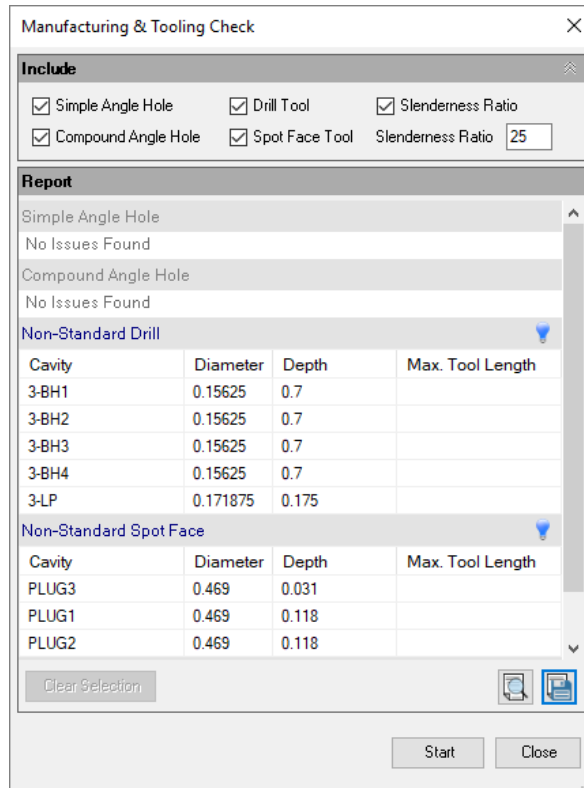 Manufacturing & Tooling Check
Include
Simple Angle Hole Drill Tool Slenderness Ratio
Compound Angle Hole Spot Face Tool Slenderness Ratio 25
Report
Simple Angle Hole
No Issues Found
Compound Angle Hole
No Issues Found
Non-Standard Drill
Cavity Diameter Depth Max. Tool Length
3-BH1 0.15625 0.7
3-BH2 0.15625 0.7
3-BH3 0.15625 0.7
3-BH4 0.15625 0.7
3-LP 0.171875 0.175
Non-Standard Spot Face
Cavity Diameter Depth Max. Tool Length
PLUG3 0.469 0.031
PLUG1 0.469 0.118
PLUG2 0.469 0.118
Clear Selection
Start Close